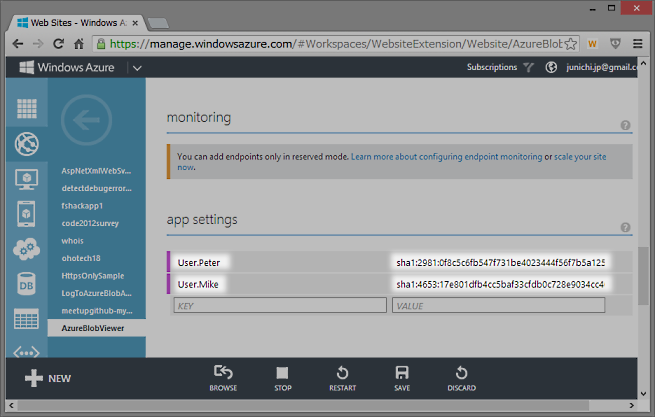 Web Sites - Windows Az
https://manage.windowsazure.com/#Workspaces/WebsiteExtension/Website/AzureBlob
W
Windows Azure
Subscriptions
junichi.jp@gmail.co
AspNetXmlWebSv...
detectdebugerror...
fshackapp1
code2012survey
whois
ohotech18
HttpsOnlySample
LogToAzureBlobA...
meetupgithub-my...
AzureBlobViewer
DB
monitoring
?
You can add endpoints only in reserved mode. Learn more about configuring endpoint monitoring or scale your site
now.
app settings
?
User.Peter
sha1:2981:0f8c5c6fb547f731be4023444f56f7b5a125
User.Mike
sha1:4653:17e801dfb4cc5baf33cfdb0c728e9034cc4
KEY
VALUE
NEW
BROWSE
STOP
RESTART
SAVE
DISCARD